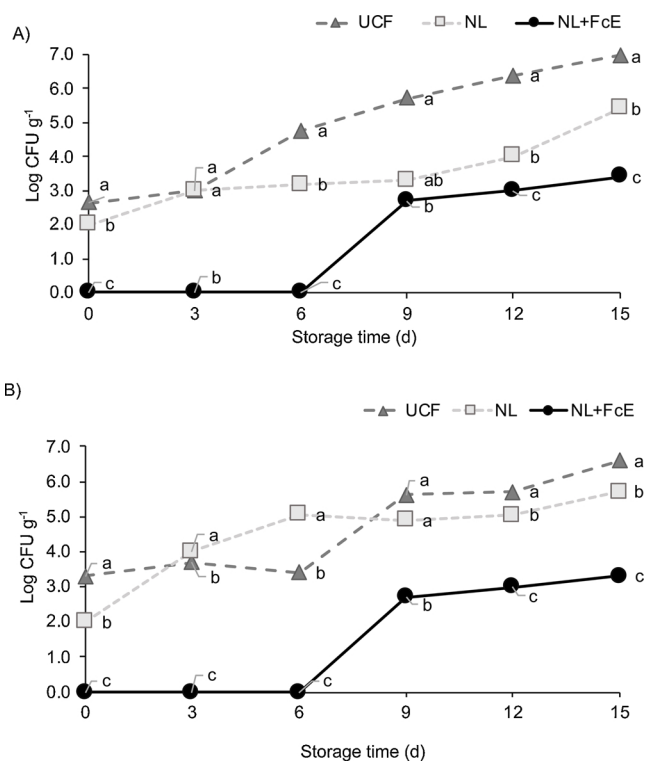 A)
UCF NL NL+FcE
Log CFU g-1
7.0
6.0
5.0
4.0
3.0
2.0
1.0
0.0
a a a a a a
b a b ab b b
c b c b c c
0 3 6 9 12 15
Storage time (d)
B)
UCF NL NL+FcE
Log CFU g-1
7.0
6.0
5.0
4.0
3.0
2.0
1.0
0.0
a b b a a a
b a a a b b
c c c b c c
0 3 6 9 12 15
Storage time (d)